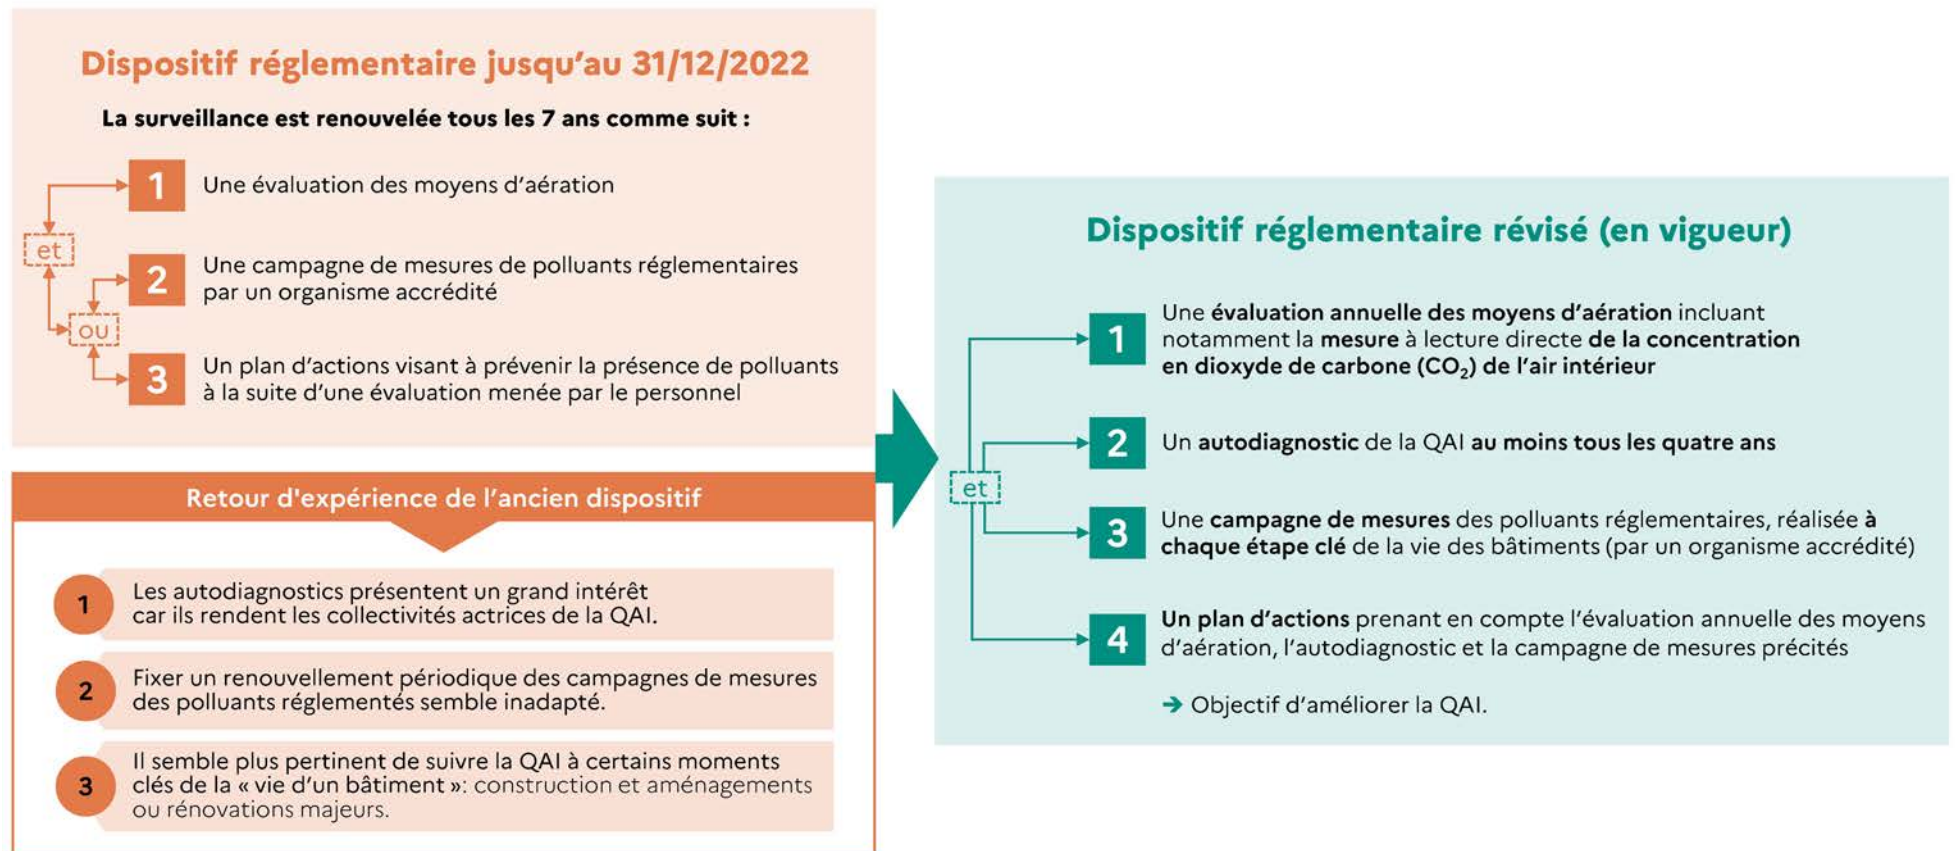 Dispositif réglementaire jusqu'au 31/12/2022
La surveillance est renouvelée tous les 7 ans comme suit :
1
Une évaluation des moyens d'aération
et
2
Une campagne de mesures de polluants réglementaires
par un organisme accrédité
ou
3
Un plan d'actions visant à prévenir la présence de polluants
à la suite d'une évaluation menée par le personnel
Retour d'expérience de l'ancien dispositif
1
Les autodiagnostics présentent un grand intérêt
car ils rendent les collectivités actrices de la QAI.
2
Fixer un renouvellement périodique des campagnes de mesures
des polluants réglementés semble inadapté.
3
Il semble plus pertinent de suivre la QAI à certains moments
clés de la « vie d'un bâtiment »: construction et aménagements
ou rénovations majeurs.
Dispositif réglementaire révisé (en vigueur)
1
Une évaluation annuelle des moyens d'aération incluant
notamment la mesure à lecture directe de la concentration
en dioxyde de carbone (CO₂) de l'air intérieur
2
Un autodiagnostic de la QAI au moins tous les quatre ans
et
3
Une campagne de mesures des polluants réglementaires, réalisée à
chaque étape clé de la vie des bâtiments (par un organisme accrédité)
4
Un plan d'actions prenant en compte l'évaluation annuelle des moyens
d'aération, l'autodiagnostic et la campagne de mesures précités
→ Objectif d'améliorer la QAI.